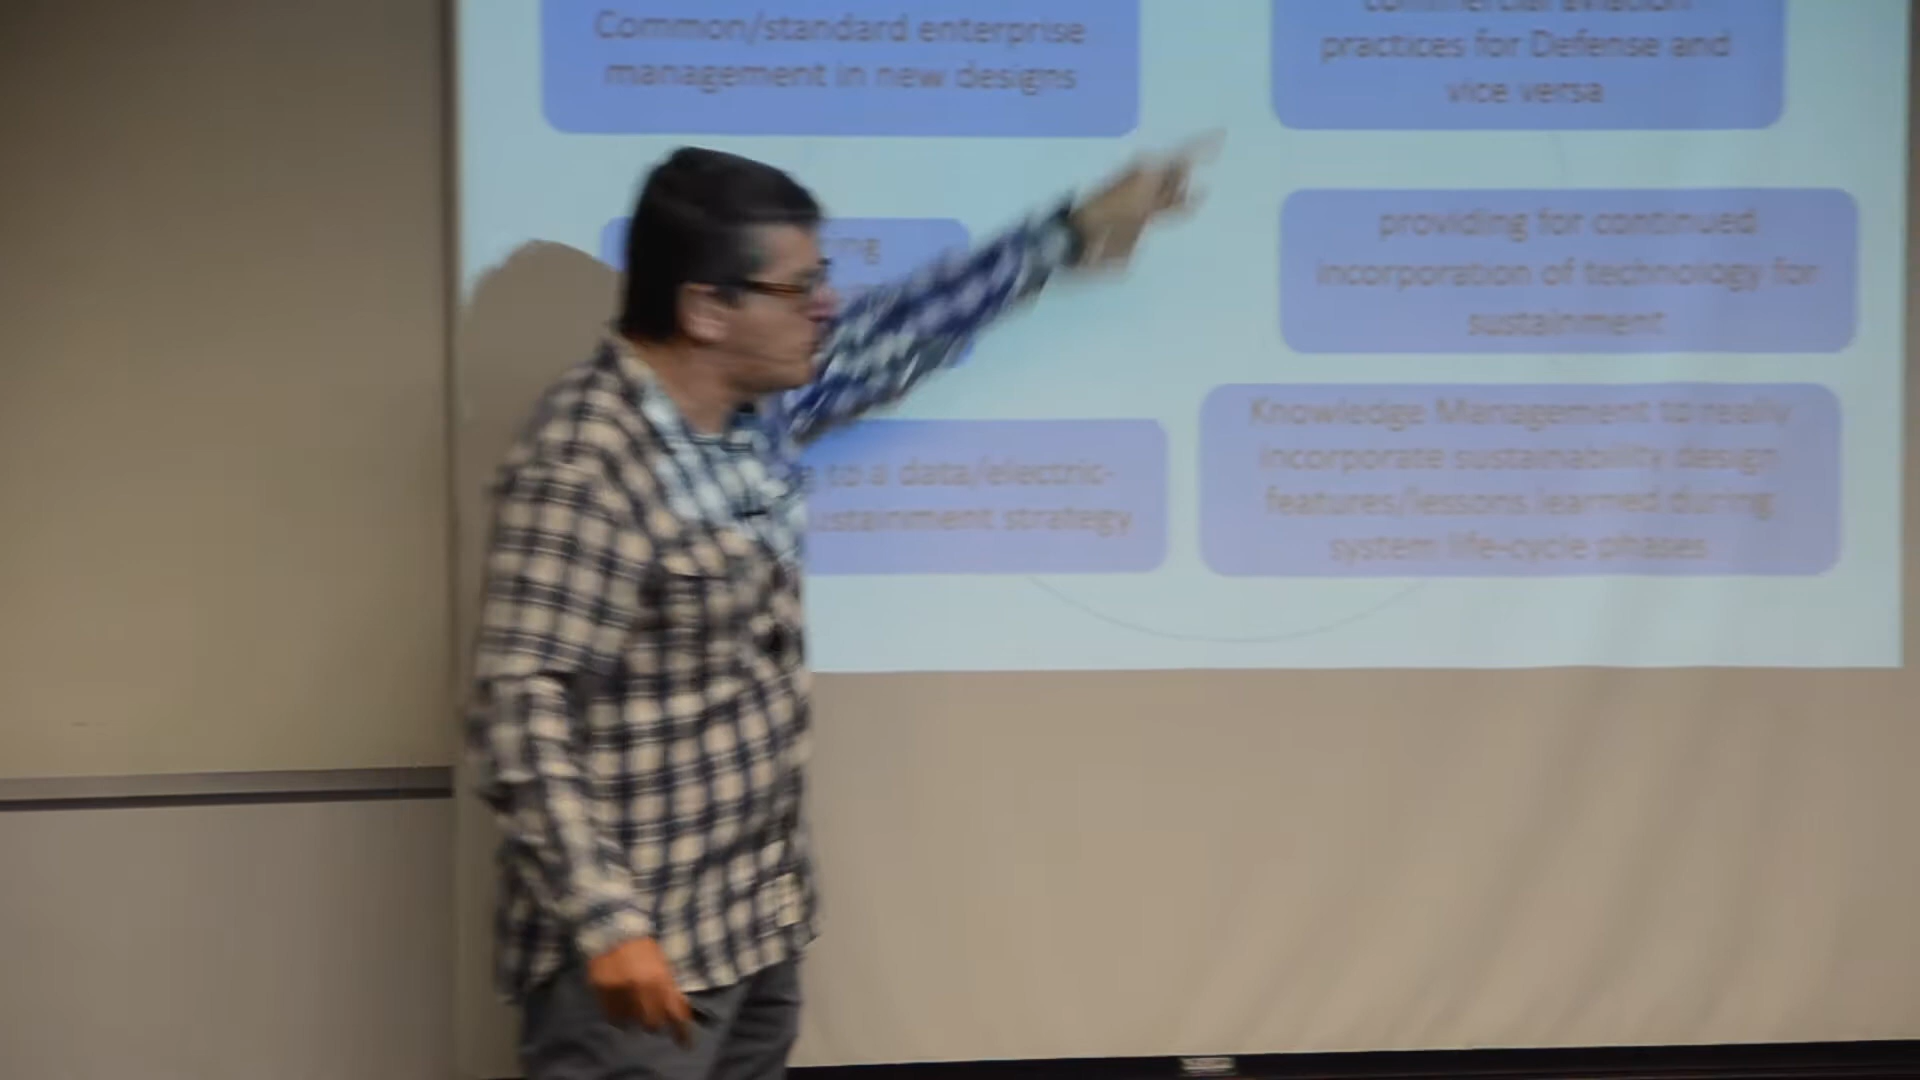 Common/standard enterprise
management in new designs
commercial aviation
practices for Defense and
vice versa
providing for continued
incorporation of technology for
sustainment
to a data/electric-
sustainment strategy
Knowledge Management to really
incorporate sustainability design
features/lessons learned during
system life-cycle phases